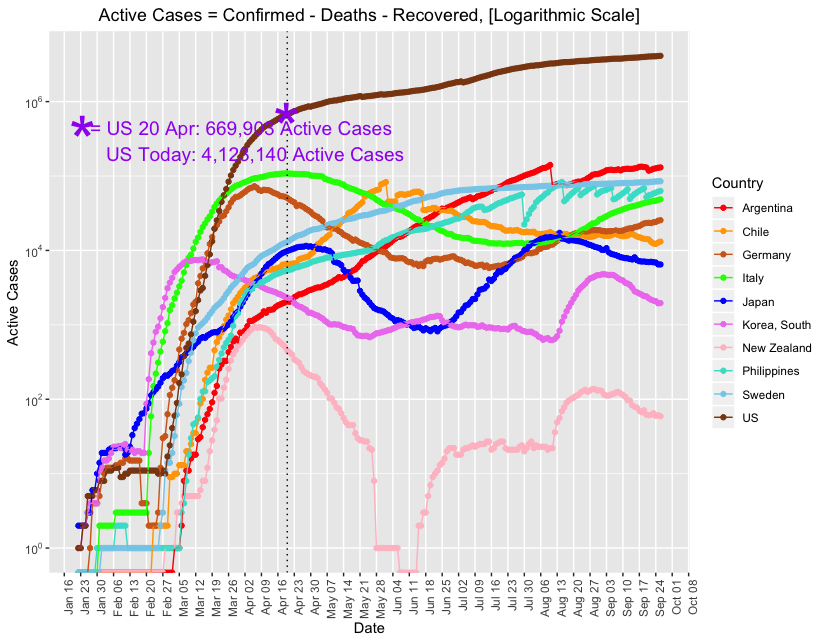 Active Cases = Confirmed - Deaths - Recovered, [Logarithmic Scale]
10^6
10^4
10^2
10^0
Active Cases
= US 20 Apr: 669,903 Active Cases
US Today: 4,123,140 Active Cases
Jan 16
Jan 23
Jan 30
Feb 06
Feb 13
Feb 20
Feb 27
Mar 05
Mar 12
Mar 19
Mar 26
Apr 02
Apr 09
Apr 16
Apr 23
Apr 30
May 07
May 14
May 21
May 28
Jun 04
Jun 11
Jun 18
Jun 25
Jul 02
Jul 09
Jul 16
Jul 23
Jul 30
Aug 06
Aug 13
Aug 20
Aug 27
Sep 03
Sep 10
Sep 17
Sep 24
Oct 01
Oct 08
Date
Country
Argentina
Chile
Germany
Italy
Japan
Korea, South
New Zealand
Philippines
Sweden
US